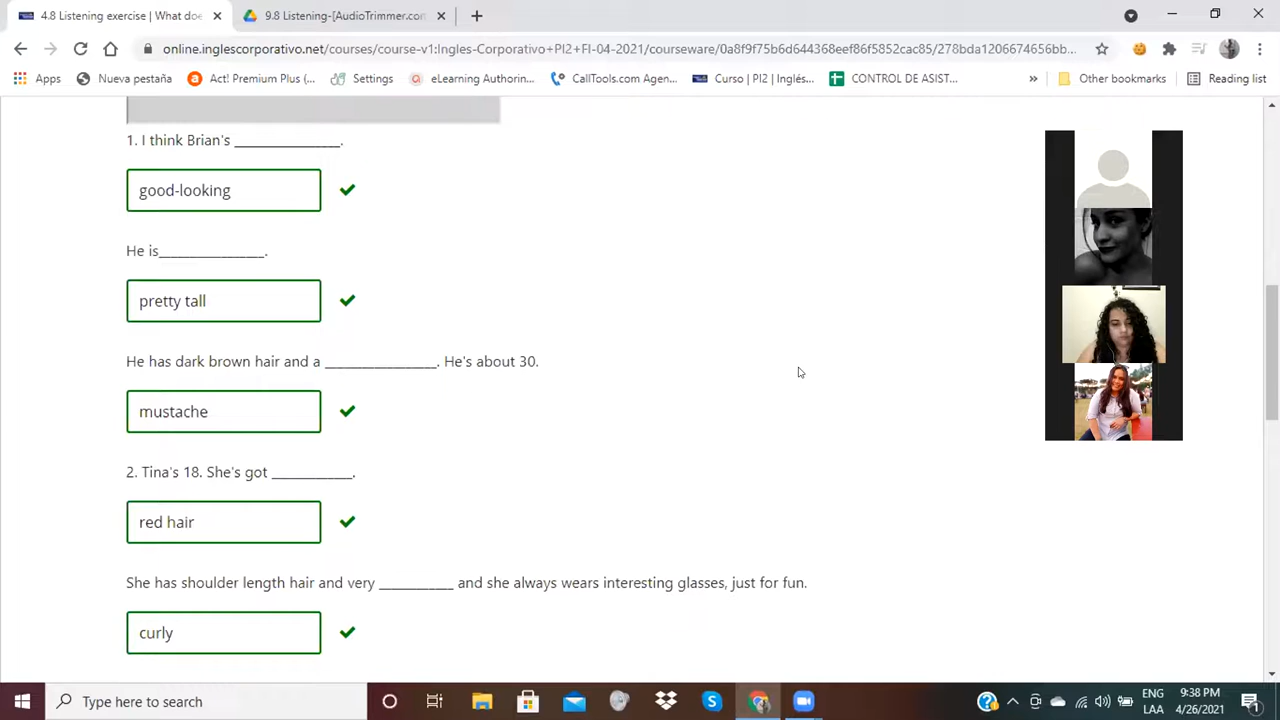 4.8 Listening exercise | What doe
9.8 Listening-[AudioTrimmer.com
online.inglescorporativo.net/courses/course-v1:Ingles-Corporativo+PI2+FI-04-2021/courseware/0a8f9f75b6d644368eef86f5852cac85/278bda1206674656bb...
Apps
Nueva pestaña
Act! Premium Plus (...
Settings
eLearning Authorin...
CallTools.com Agen...
Curso | PI2 | Inglés...
CONTROL DE ASIST...
»
Other bookmarks
Reading list
1. I think Brian's ________________.
good-looking
He is________________.
pretty tall
He has dark brown hair and a _________________. He's about 30.
mustache
2. Tina's 18. She's got ____________.
red hair
She has shoulder length hair and very ___________ and she always wears interesting glasses, just for fun.
curly
Type here to search
ENG
LAA
9:38 PM
4/26/2021